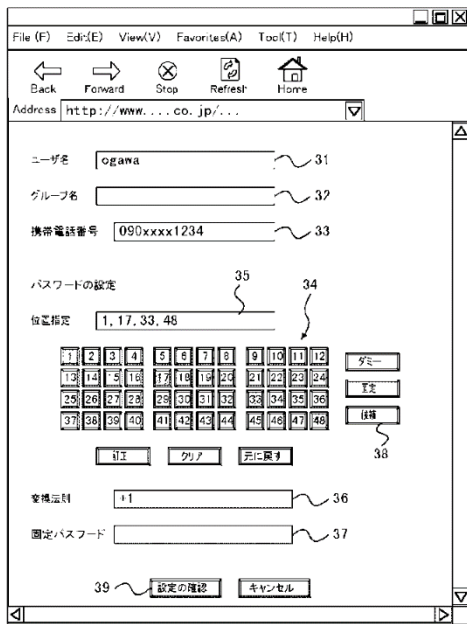 File (F) Edit(E) View(V) Favorites(A) Tool(T) Help(H)
Back Forward Stop Refresh Home
Address http://www....co.jp/...
ユーザ名 ogawa 31
グループ名 32
携帯電話番号 090xxxx1234 33
パスワードの設定 35 34
位置指定 1,17,33,48
1 2 3 4 5 6 7 8 9 10 11 12 ダミー
13 14 15 16 17 18 19 20 21 22 23 24 固定
25 26 27 28 29 30 31 32 33 34 35 36 候補
37 38 39 40 41 42 43 44 45 46 47 48 38
訂正 クリア 元に戻す
変換法則 +1 36
固定パスワード 37
39 設定の確認 キャンセル